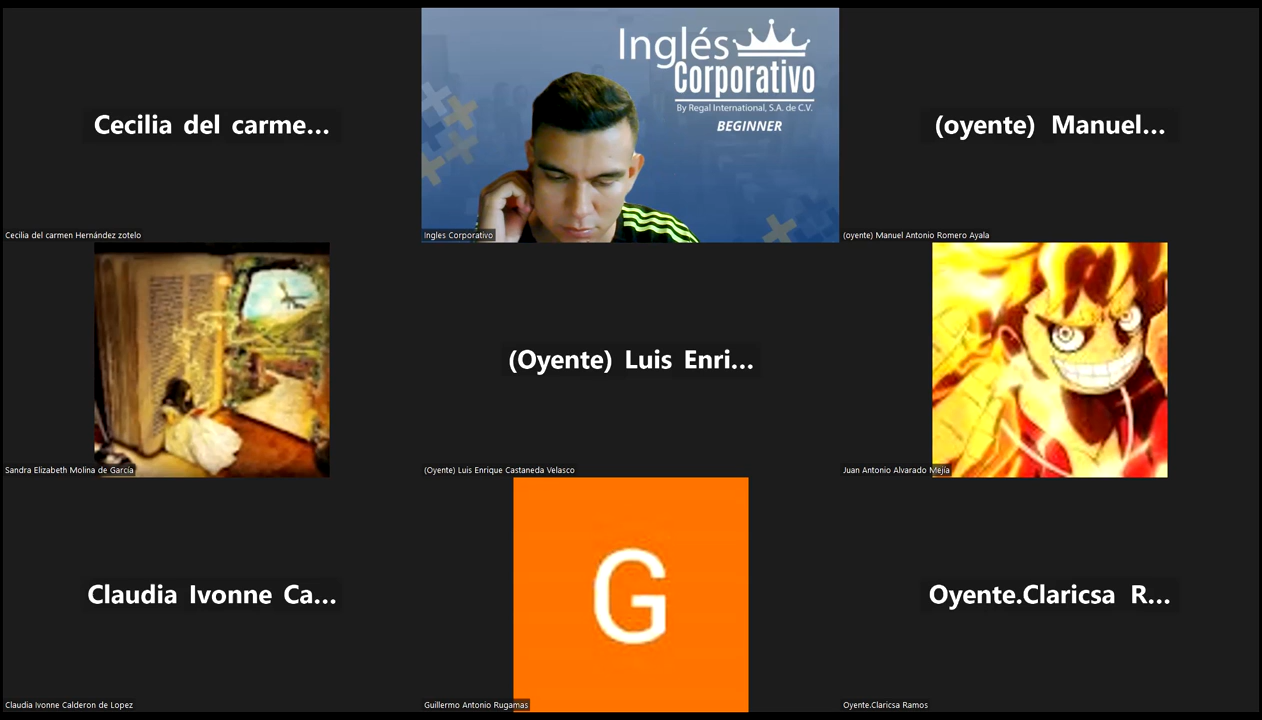 Cecilia del carme...
Cecilia del carmen Hernández zotelo
Inglés
Corporativo
By Regal International, S.A. de C.V.
BEGINNER
Ingles Corporativo
(oyente) Manuel...
(oyente) Manuel Antonio Romero Ayala
Sandra Elizabeth Molina de García
(Oyente) Luis Enri...
(Oyente) Luis Enrique Castaneda Velasco
Juan Antonio Alvarado Mejía
Claudia Ivonne Ca...
Claudia Ivonne Calderon de Lopez
G
Guillermo Antonio Rugamas
Oyente.Claricsa R...
Oyente.Claricsa Ramos